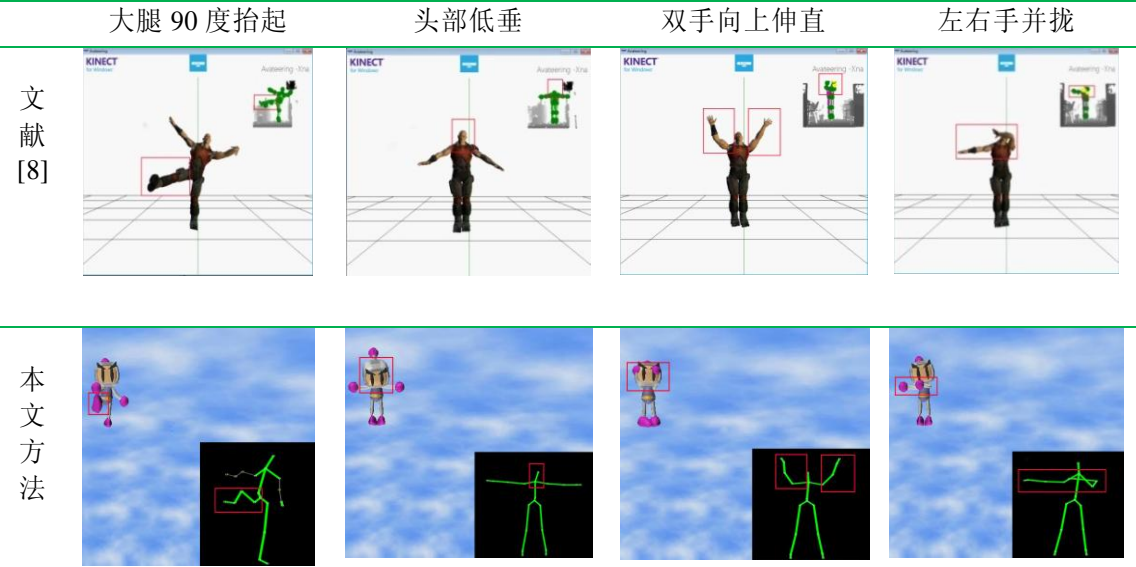 大腿 90 度抬起 头部低垂 双手向上伸直 左右手并拢
文献[8]
KINECT
for Windows
Avateering - Xna
KINECT
for Windows
Avateering - Xna
KINECT
for Windows
Avateering - Xna
KINECT
for Windows
Avateering - Xna
本文方法